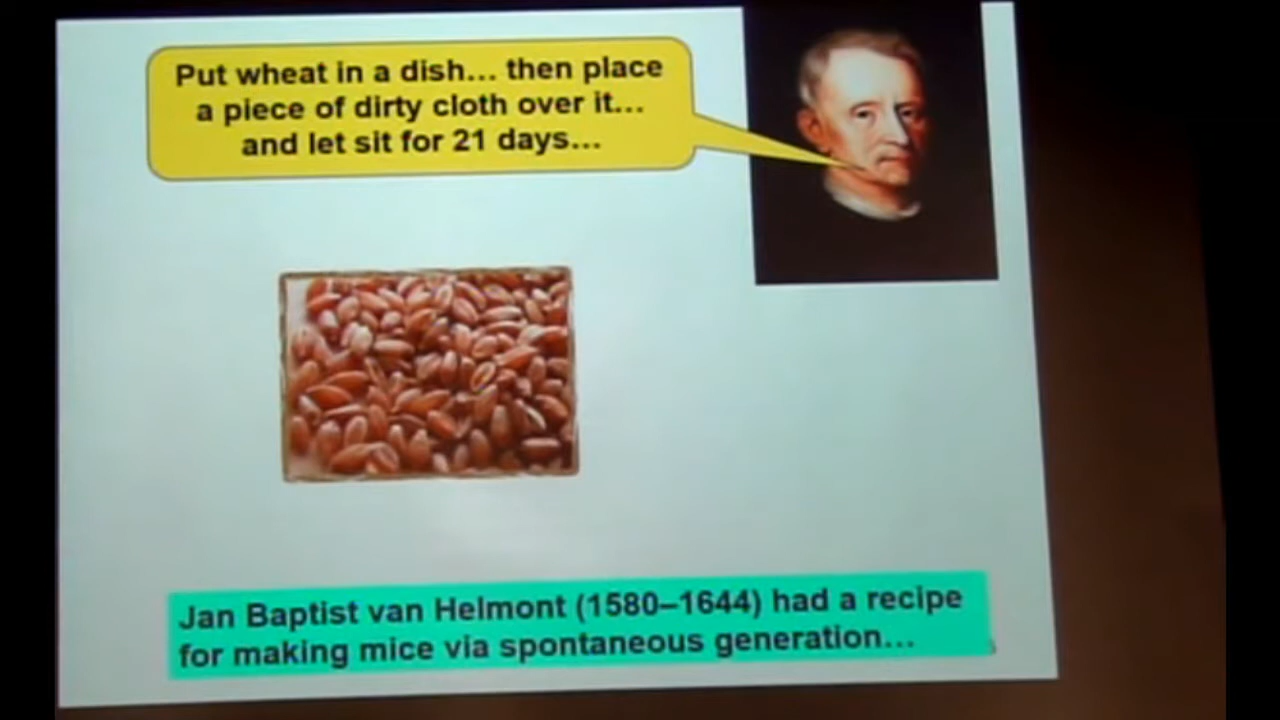 Put wheat in a dish... then place
a piece of dirty cloth over it...
and let sit for 21 days...
Jan Baptist van Helmont (1580–1644) had a recipe
for making mice via spontaneous generation...